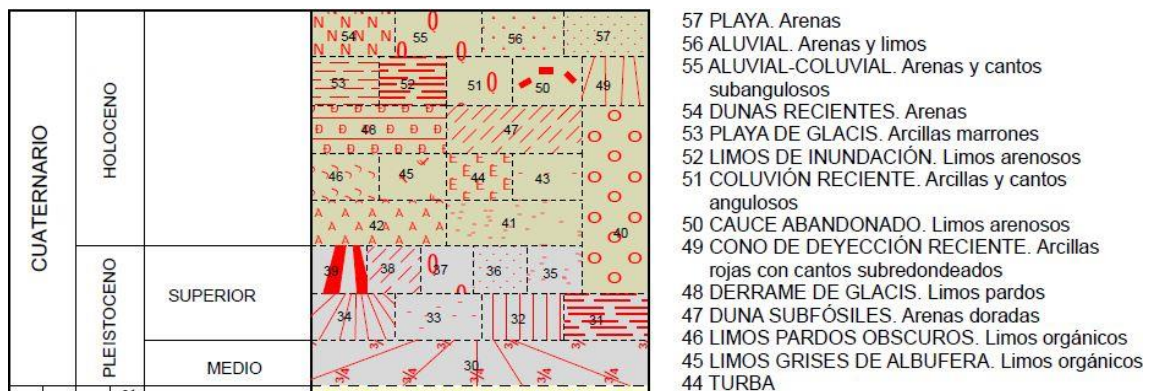 CUATERNARIO
HOLOCENO
PLEISTOCENO
SUPERIOR
MEDIO
54 55 56 57
53 52 51 50 49
48 47
46 45 44 43
42 41 40
39 38 37 36 35
34 33 32 31
30
57 PLAYA. Arenas
56 ALUVIAL. Arenas y limos
55 ALUVIAL-COLUVIAL. Arenas y cantos
subangulosos
54 DUNAS RECIENTES. Arenas
53 PLAYA DE GLACIS. Arcillas marrones
52 LIMOS DE INUNDACIÓN. Limos arenosos
51 COLUVIÓN RECIENTE. Arcillas y cantos
angulosos
50 CAUCE ABANDONADO. Limos arenosos
49 CONO DE DEYECCIÓN RECIENTE. Arcillas
rojas con cantos subredondeados
48 DERRAME DE GLACIS. Limos pardos
47 DUNA SUBFÓSILES. Arenas doradas
46 LIMOS PARDOS OBSCUROS. Limos orgánicos
45 LIMOS GRISES DE ALBUFERA. Limos orgánicos
44 TURBA